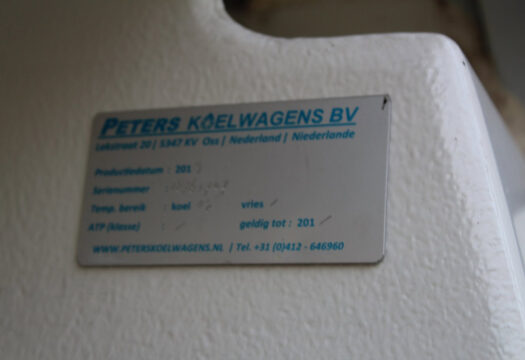 PETERS KOELWAGENS BV
Lekstraat 20 | 5347 KV Oss | Nederland | Niederlande
Productiedatum : 201
Serienummer
Temp. bereik : koel vries
ATP (klasse) : geldig tot : 201
WWW.PETERSKOELWAGENS.NL | Tel. +31 (0)412 - 646960